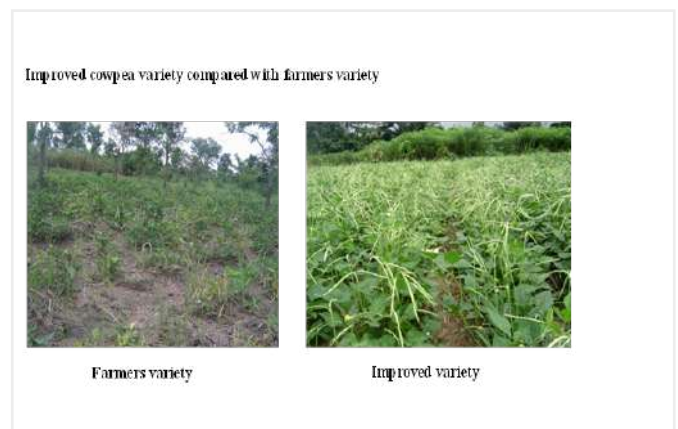 Improved cowpea variety compared with farmers variety
Farmers variety
Improved variety